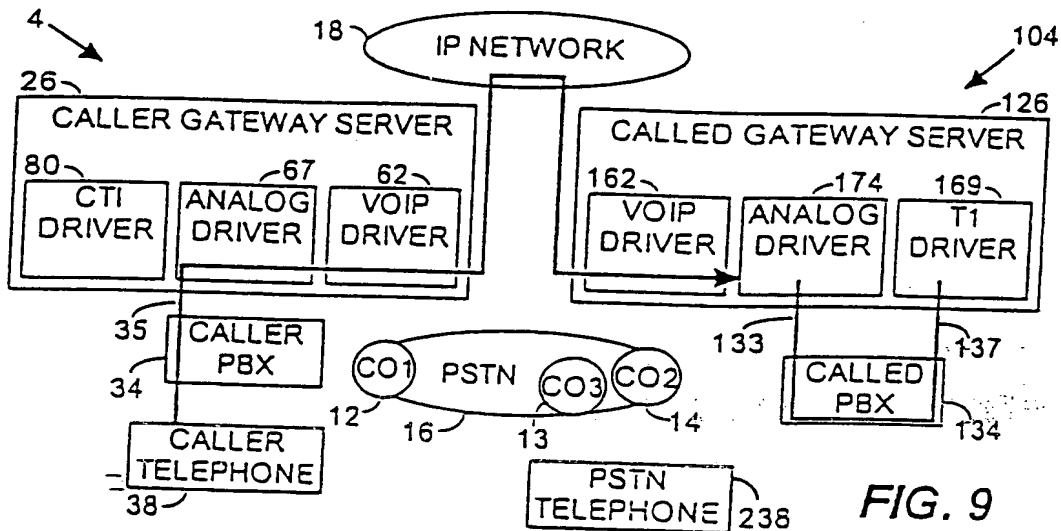 4
18
IP NETWORK
104
26
CALLER GATEWAY SERVER
126
CALLED GATEWAY SERVER
80
CTI
DRIVER
67
ANALOG
DRIVER
62
VOIP
DRIVER
162
VOIP
DRIVER
174
ANALOG
DRIVER
169
T1
DRIVER
35
CALLER
PBX
34
CALLER
TELEPHONE
38
CO1
PSTN
CO3
CO2
12
16
13
14
133
137
CALLED
PBX
134
PSTN
TELEPHONE
238
FIG. 9